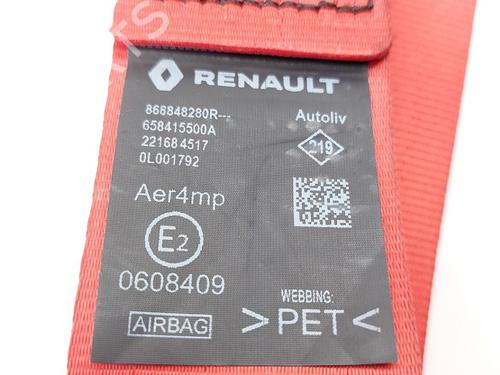 RENAULT
866848280R---
658415500A
221684517
0L001792
Autoliv
219
Aer4mp
E2
0608409
AIRBAG
WEBBING:
>PET<